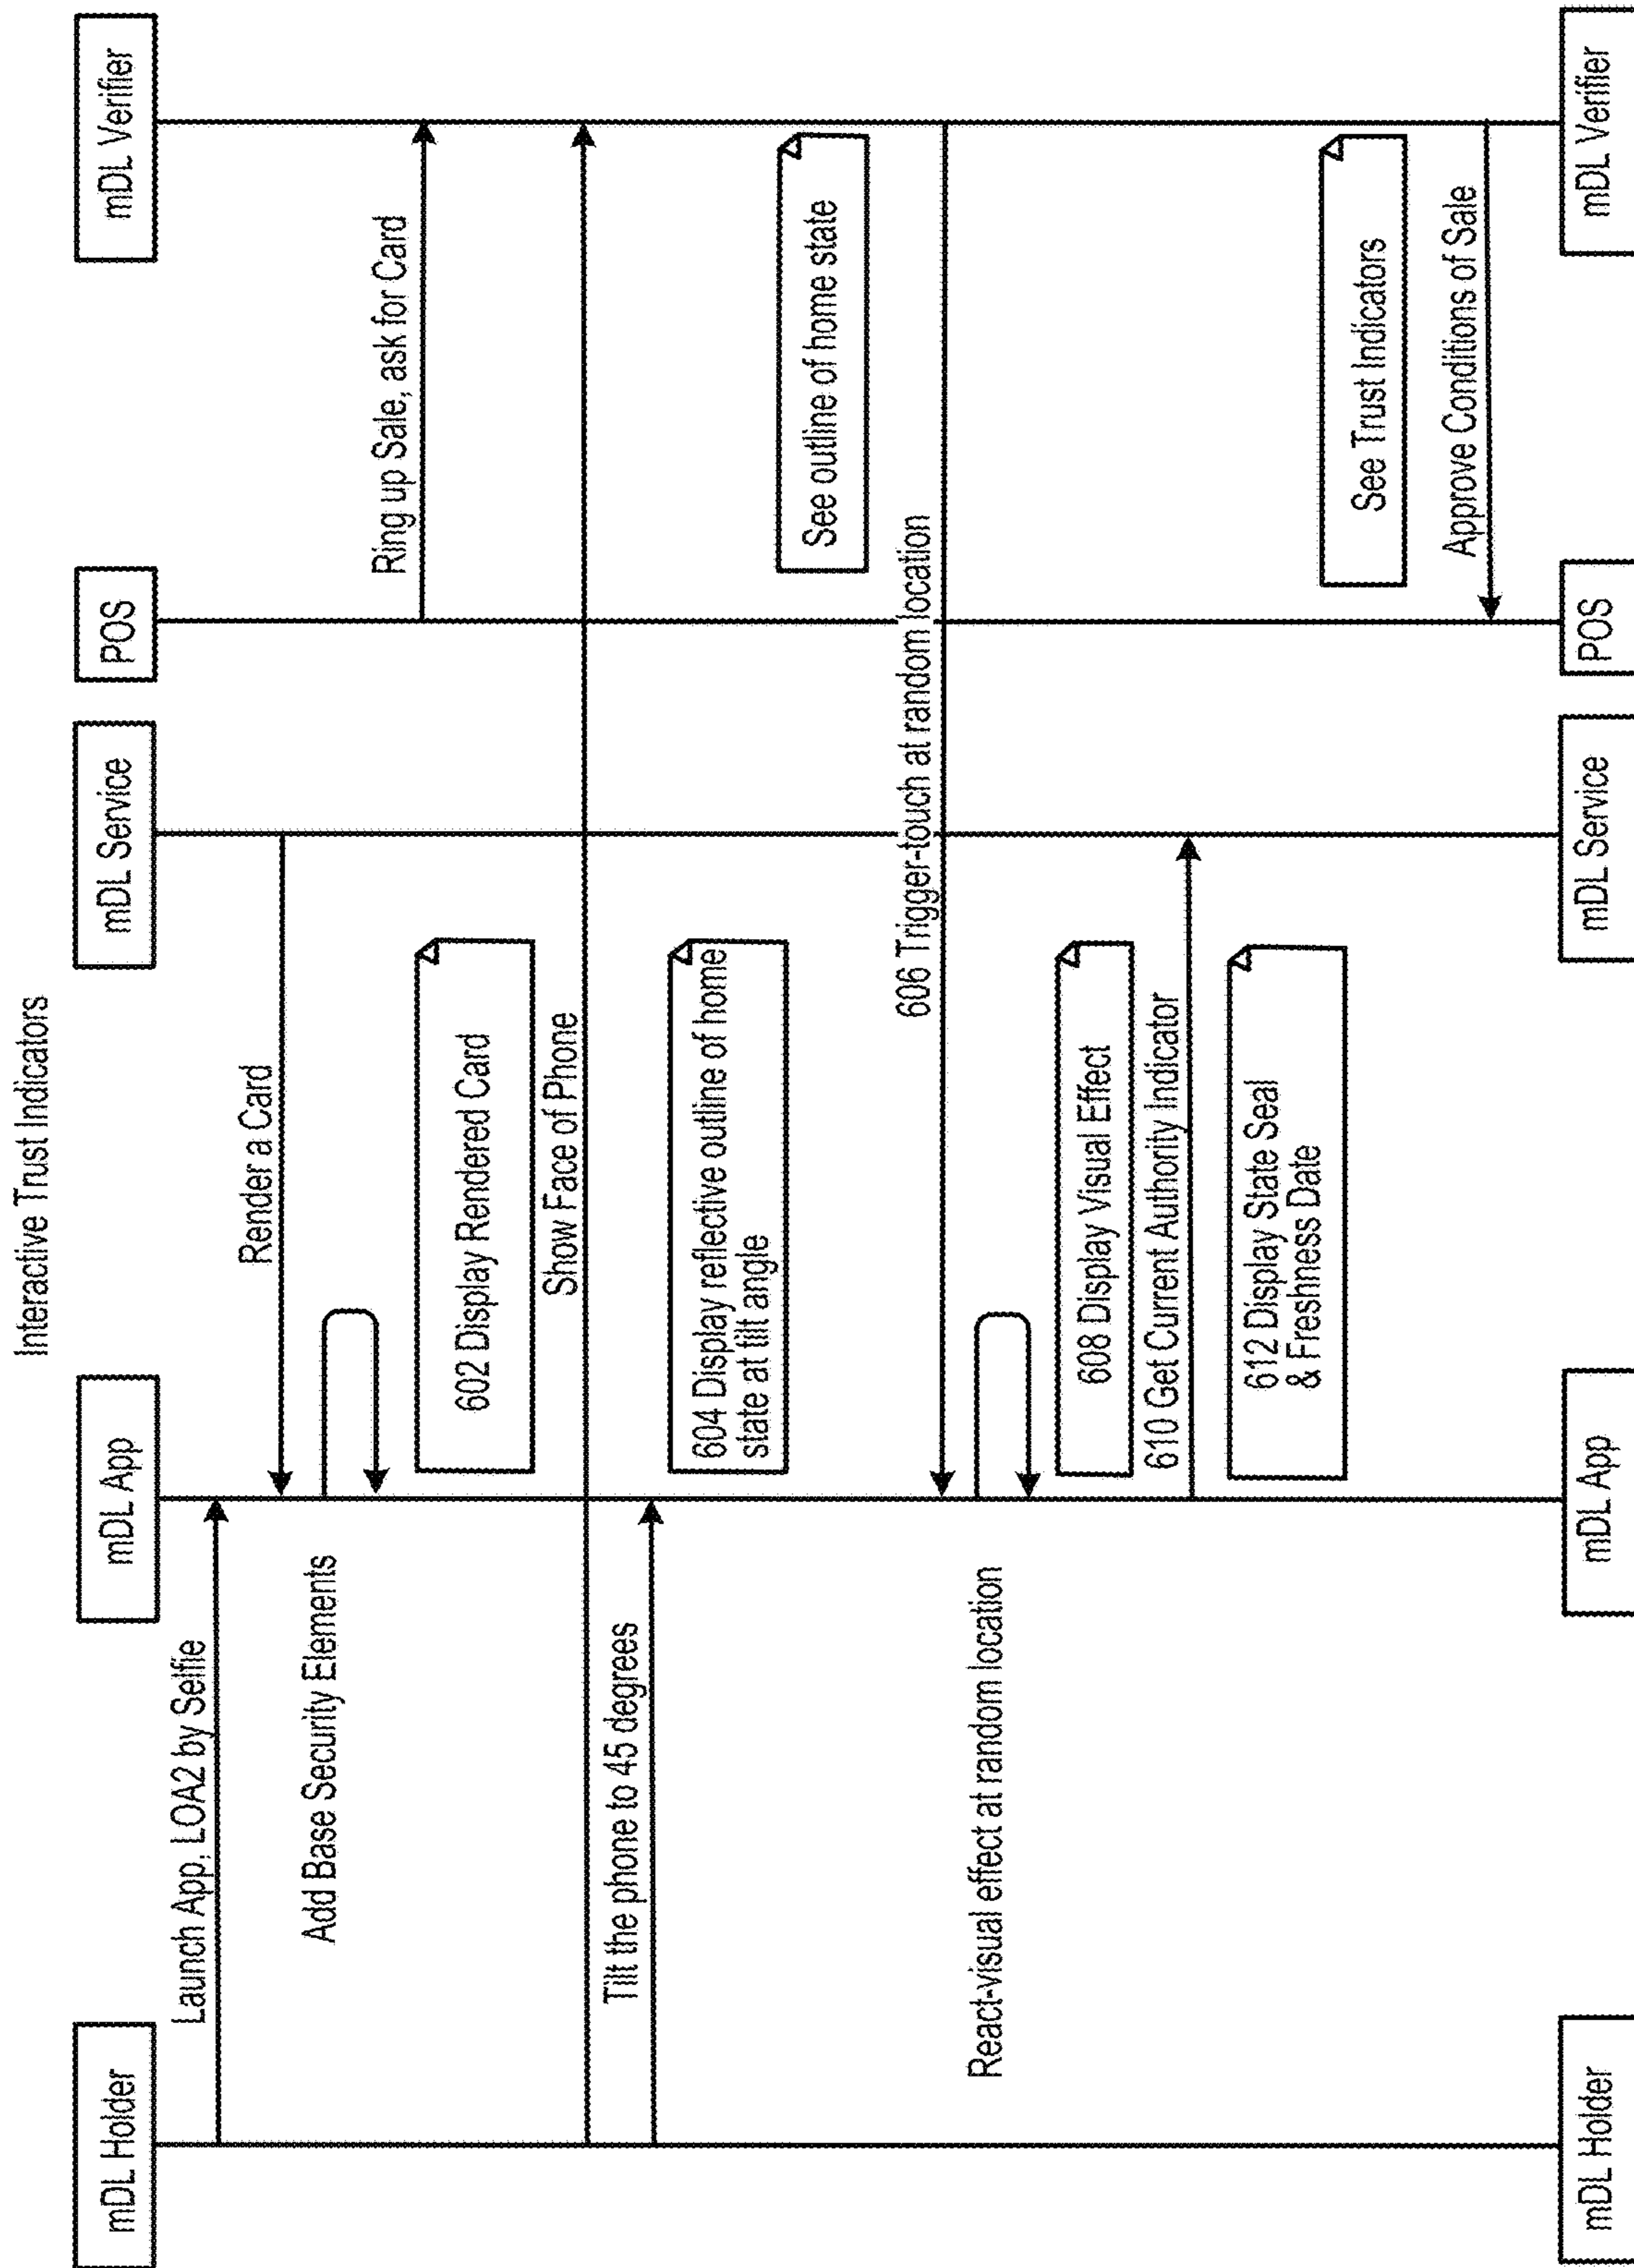 Interactive Trust Indicators
mDL Holder
mDL App
mDL Service
POS
mDL Verifier
Launch App, LOA2 by Selfie
Render a Card
Add Base Security Elements
Ring up Sale, ask for Card
602 Display Rendered Card
Show Face of Phone
Tilt the phone to 45 degrees
604 Display reflective outline of home
state at tilt angle
See outline of home state
606 Trigger-touch at random location
React-visual effect at random location
608 Display Visual Effect
610 Get Current Authority Indicator
612 Display State Seal
& Freshness Date
See Trust Indicators
Approve Conditions of Sale
mDL Holder
mDL App
mDL Service
POS
mDL Verifier